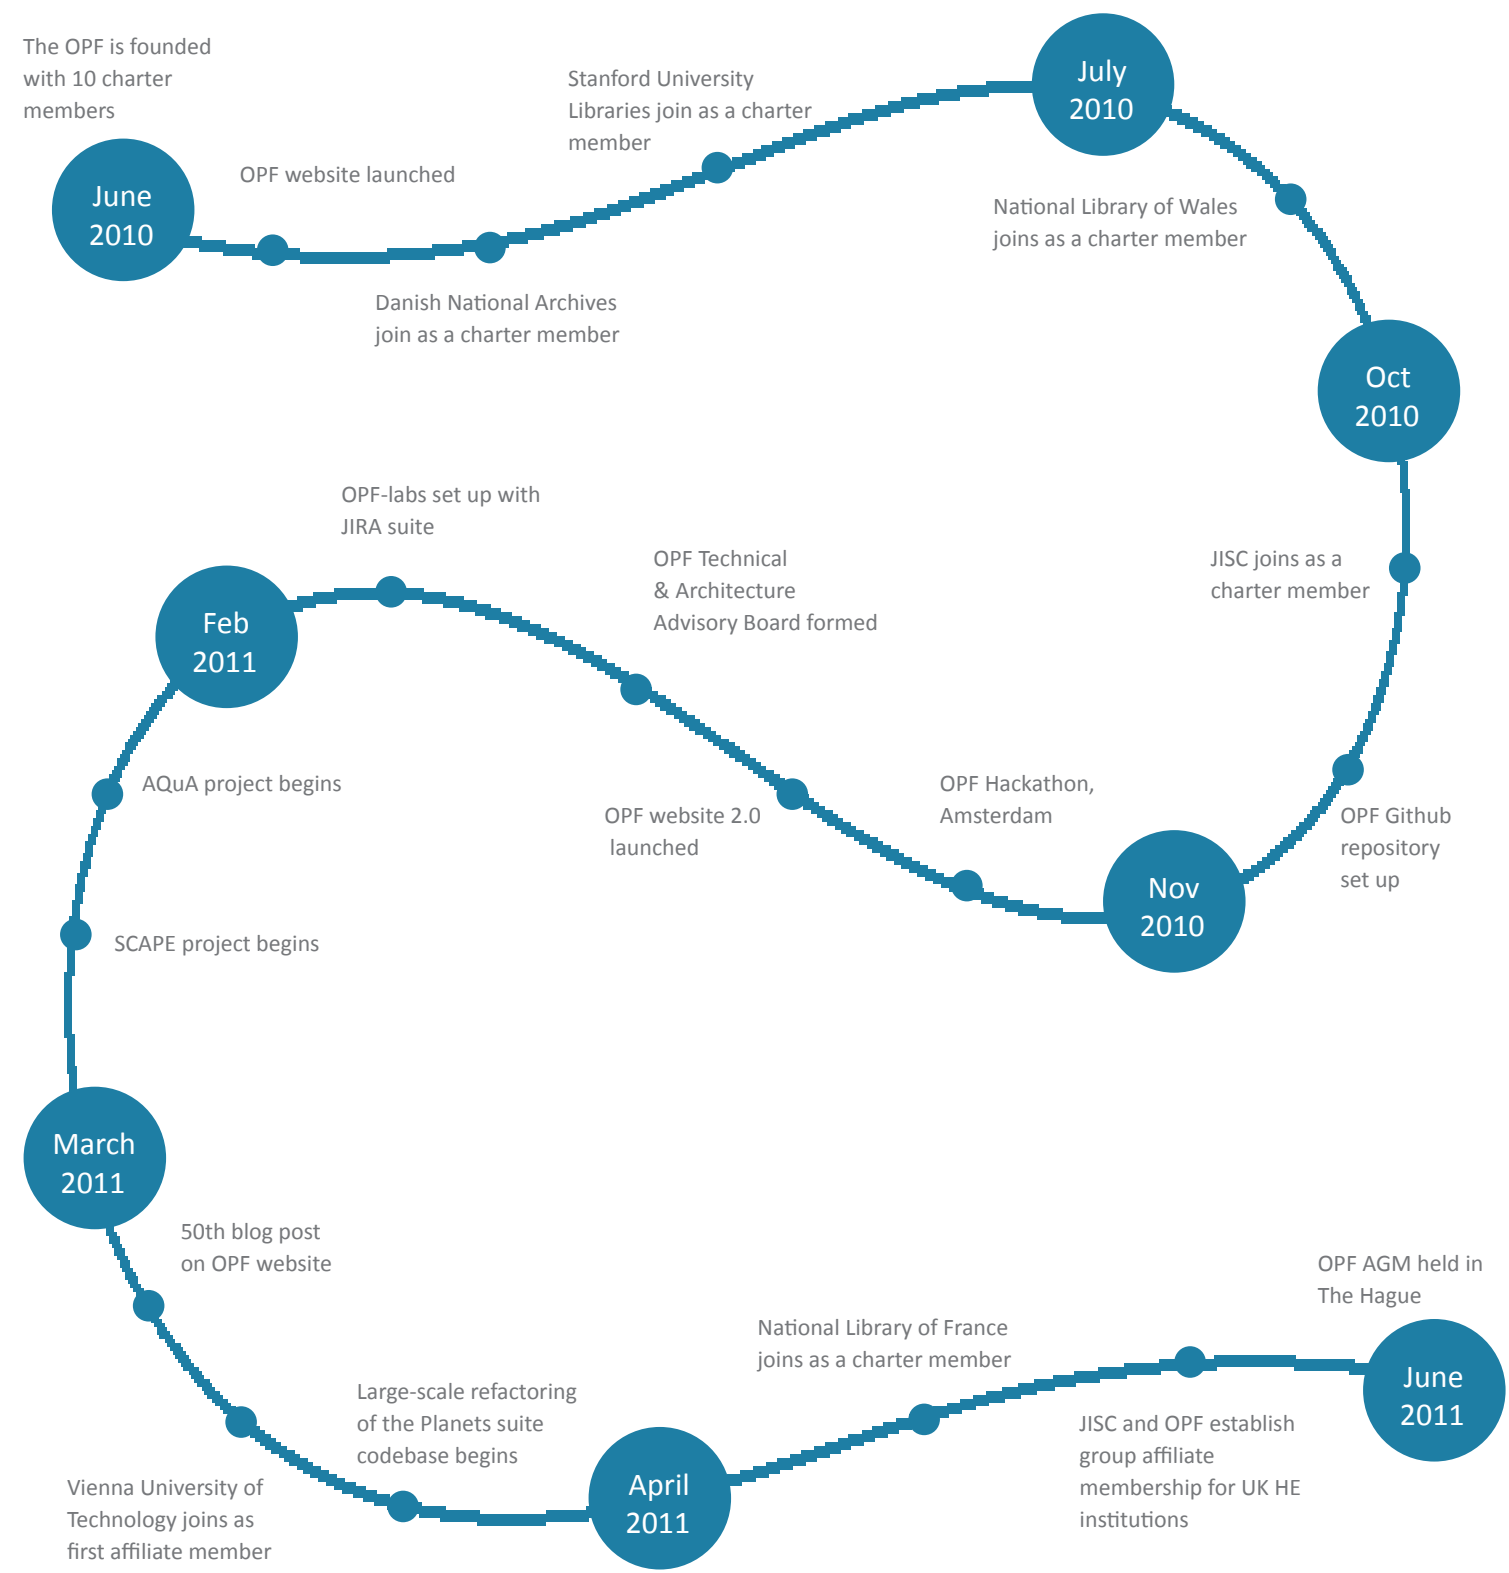 The OPF is founded
with 10 charter
members
June
2010
OPF website launched
Danish National Archives
join as a charter member
Stanford University
Libraries join as a charter
member
July
2010
National Library of Wales
joins as a charter member
Oct
2010
JISC joins as a
charter member
OPF Github
repository
set up
Nov
2010
OPF Hackathon,
Amsterdam
OPF website 2.0
launched
OPF Technical
& Architecture
Advisory Board formed
OPF-labs set up with
JIRA suite
Feb
2011
AQuA project begins
SCAPE project begins
March
2011
50th blog post
on OPF website
Vienna University of
Technology joins as
first affiliate member
Large-scale refactoring
of the Planets suite
codebase begins
April
2011
National Library of France
joins as a charter member
JISC and OPF establish
group affiliate
membership for UK HE
institutions
OPF AGM held in
The Hague
June
2011